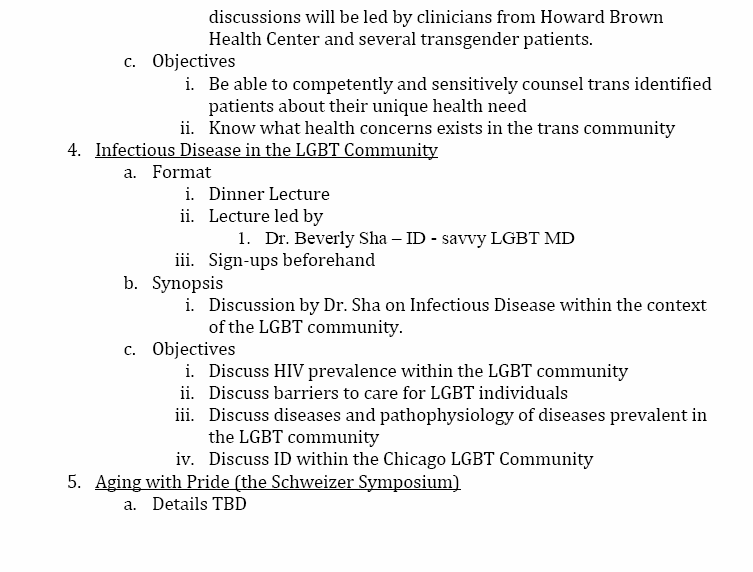 discussions will be led by clinicians from Howard Brown
Health Center and several transgender patients.
c. Objectives
i. Be able to competently and sensitively counsel trans identified
patients about their unique health need
ii. Know what health concerns exists in the trans community
4. Infectious Disease in the LGBT Community
a. Format
i. Dinner Lecture
ii. Lecture led by
1. Dr. Beverly Sha – ID - savvy LGBT MD
iii. Sign-ups beforehand
b. Synopsis
i. Discussion by Dr. Sha on Infectious Disease within the context
of the LGBT community.
c. Objectives
i. Discuss HIV prevalence within the LGBT community
ii. Discuss barriers to care for LGBT individuals
iii. Discuss diseases and pathophysiology of diseases prevalent in
the LGBT community
iv. Discuss ID within the Chicago LGBT Community
5. Aging with Pride (the Schweizer Symposium)
a. Details TBD